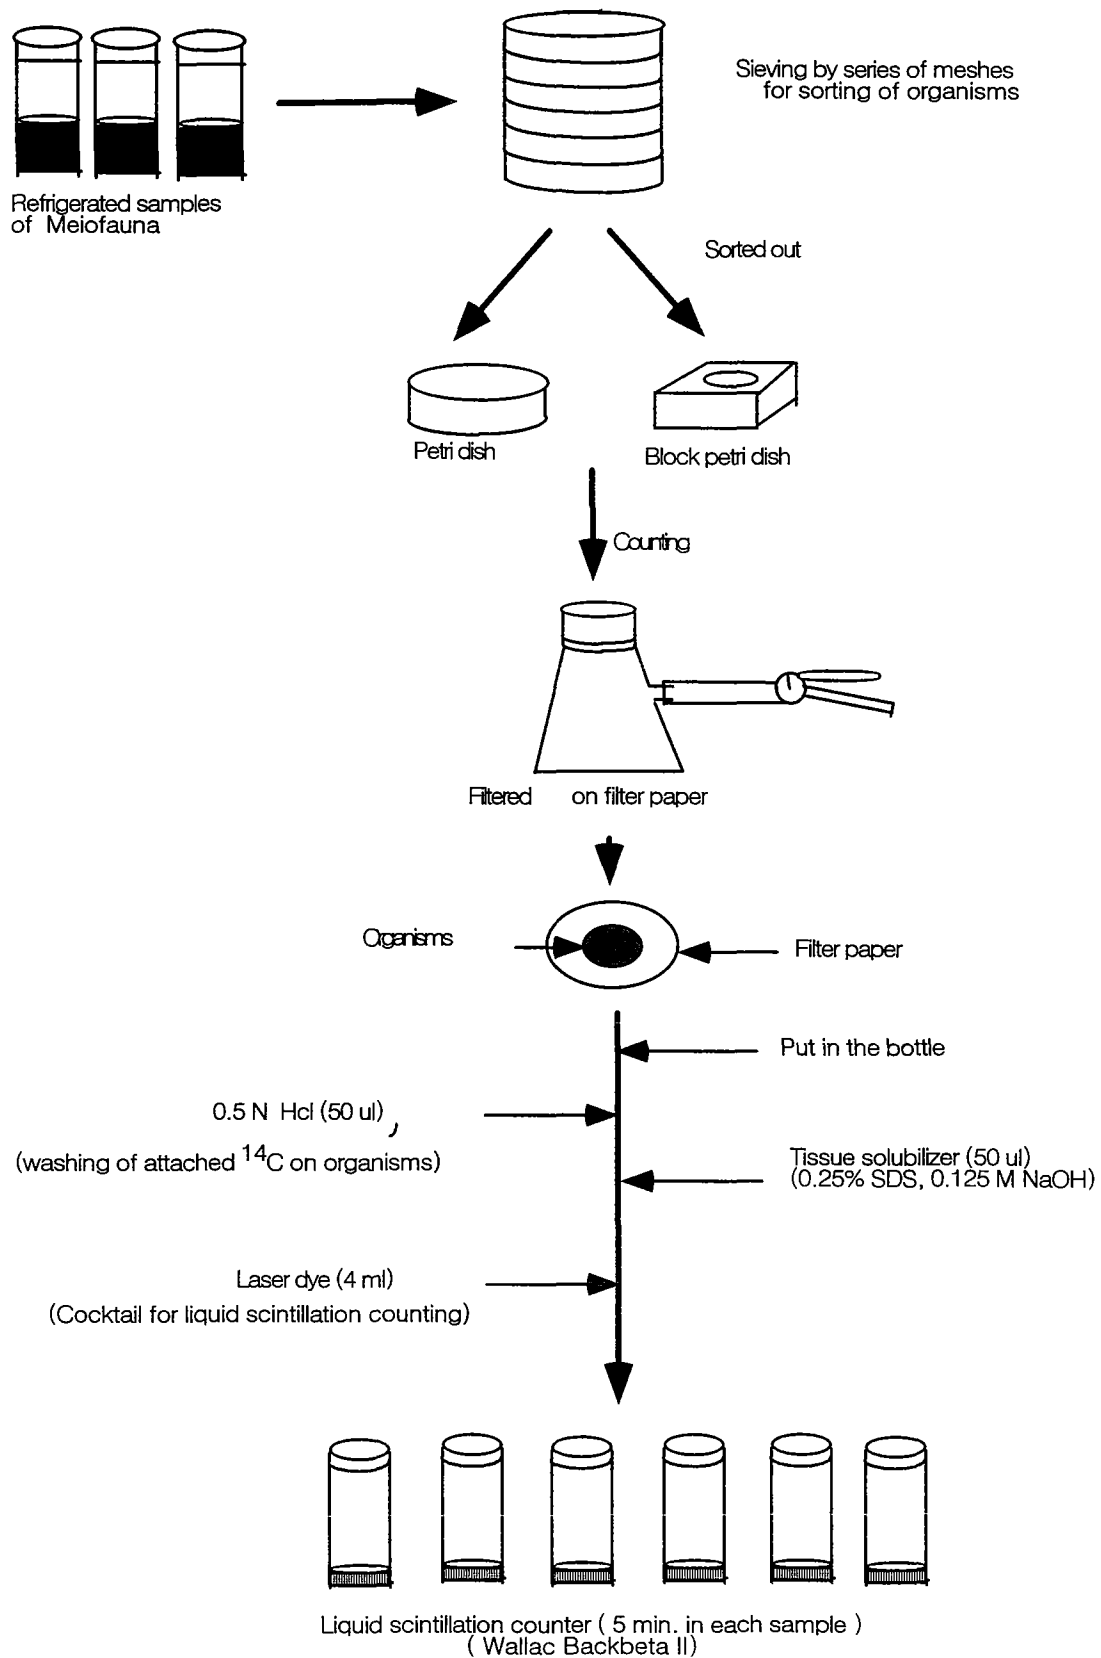 Sieving by series of meshes
for sorting of organisms
Refrigerated samples
of Meiofauna
Sorted out
Petri dish
Block petri dish
Counting
Filtered on filter paper
Organisms
Filter paper
Put in the bottle
0.5 N Hcl (50 ul) ,
(washing of attached ¹⁴C on organisms)
Tissue solubilizer (50 ul)
(0.25% SDS, 0.125 M NaOH)
Laser dye (4 ml)
(Cocktail for liquid scintillation counting)
Liquid scintillation counter ( 5 min. in each sample )
( Wallac Backbeta II)